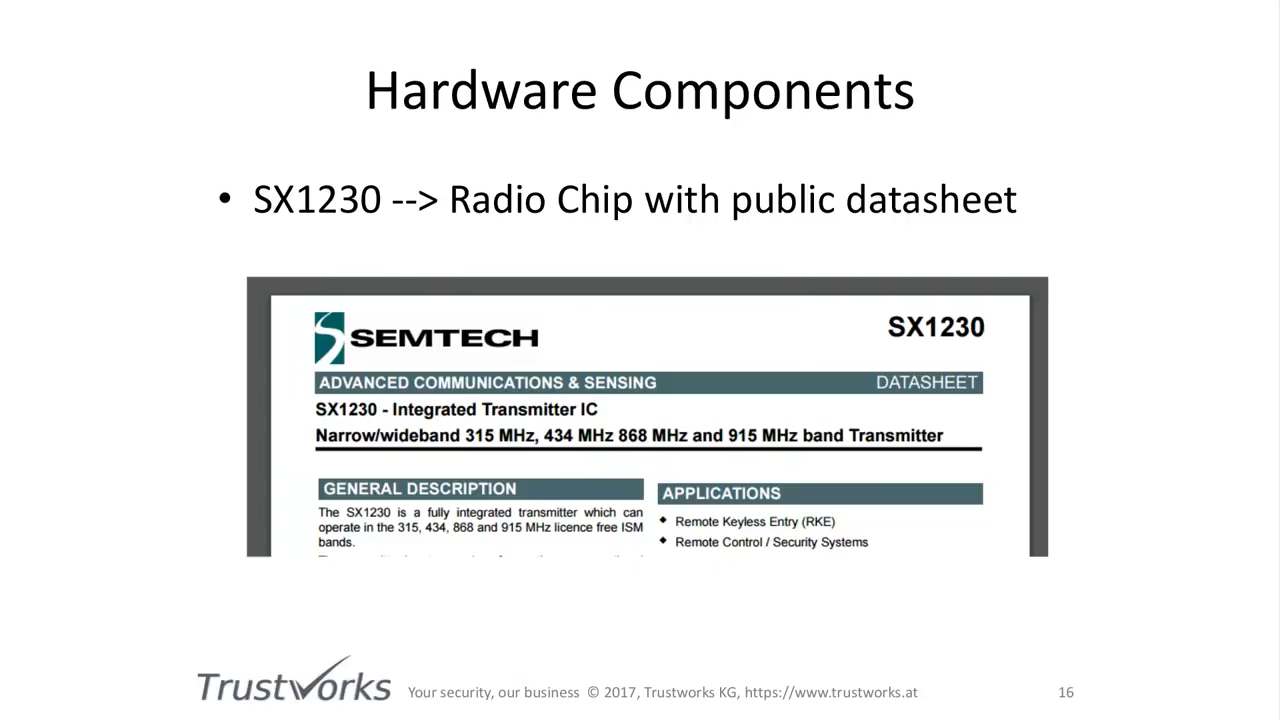 Hardware Components
• SX1230 --> Radio Chip with public datasheet
SEMTECH
SX1230
ADVANCED COMMUNICATIONS & SENSING
DATASHEET
SX1230 - Integrated Transmitter IC
Narrow/wideband 315 MHz, 434 MHz 868 MHz and 915 MHz band Transmitter
GENERAL DESCRIPTION
The SX1230 is a fully integrated transmitter which can
operate in the 315, 434, 868 and 915 MHz licence free ISM
bands.
APPLICATIONS
Remote Keyless Entry (RKE)
Remote Control / Security Systems
Trustworks
Your security, our business © 2017, Trustworks KG, https://www.trustworks.at
16